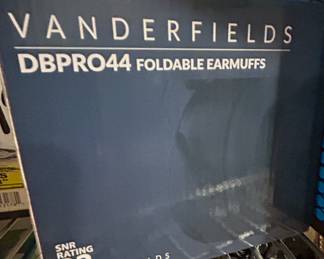 VANDERFIELDS
DBPRO44 FOLDABLE EARMUFFS
SNR
RATING